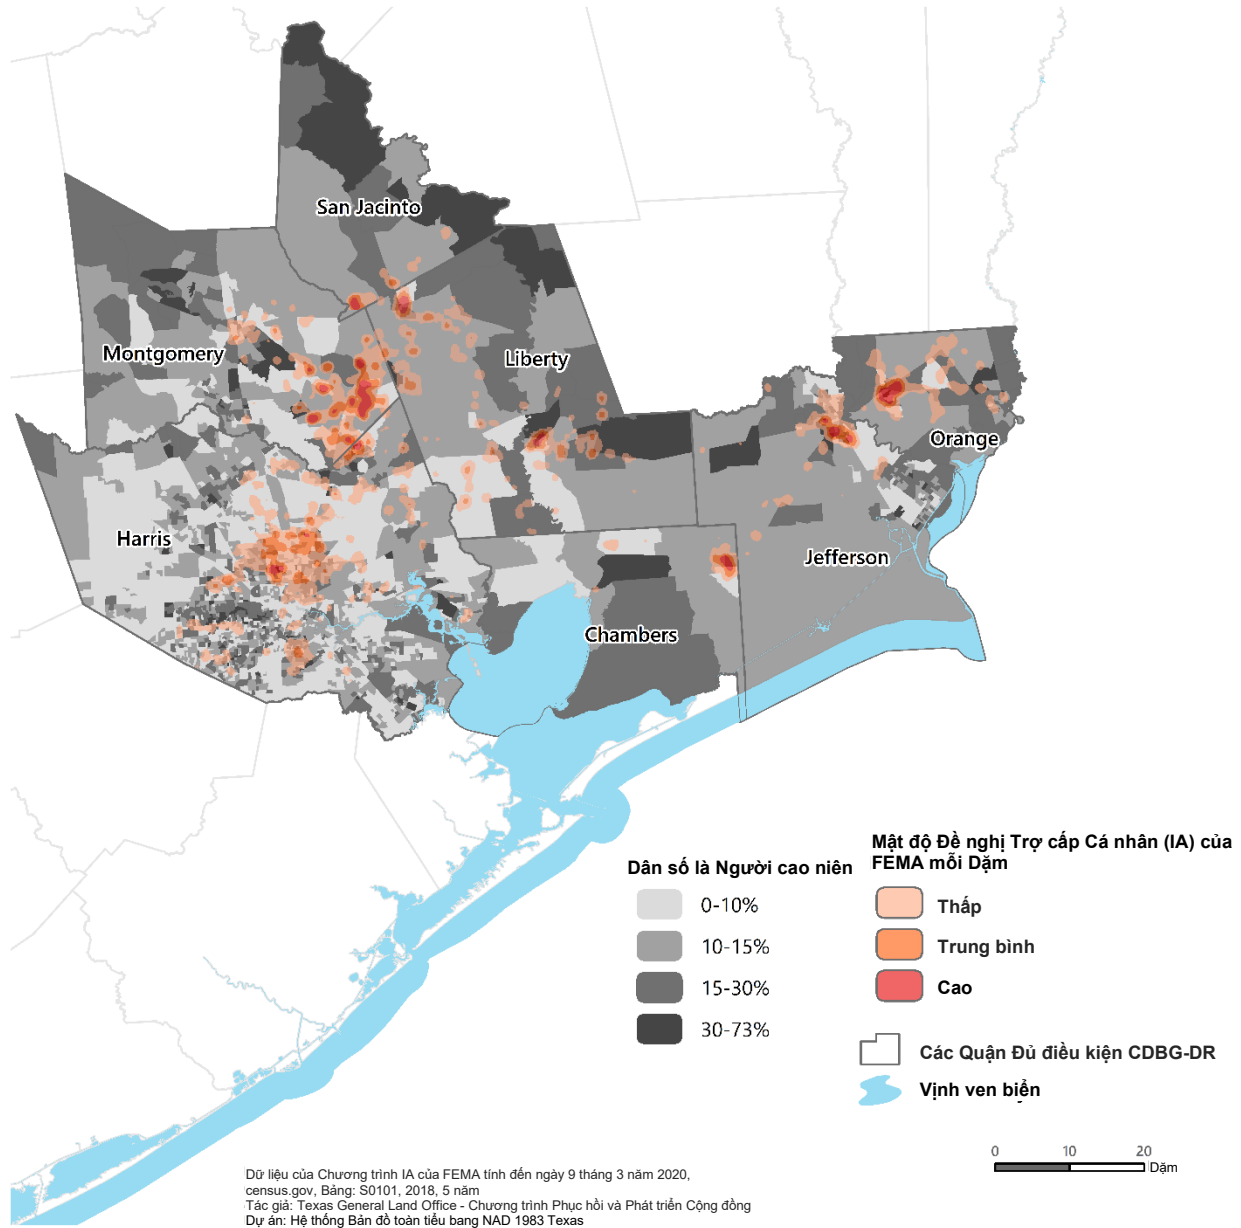 San Jacinto
Montgomery
Liberty
Orange
Harris
Jefferson
Chambers
Dân số là Người cao niên
0-10%
10-15%
15-30%
30-73%
Mật độ Đề nghị Trợ cấp Cá nhân (IA) của
FEMA mỗi Dặm
Thấp
Trung bình
Cao
Các Quận Đủ điều kiện CDBG-DR
Vịnh ven biển
0 10 20
Dặm
Dữ liệu của Chương trình IA của FEMA tính đến ngày 9 tháng 3 năm 2020,
census.gov, Bảng: S0101, 2018, 5 năm
Tác giả: Texas General Land Office - Chương trình Phục hồi và Phát triển Cộng đồng
Dự án: Hệ thống Bản đồ toàn tiểu bang NAD 1983 Texas